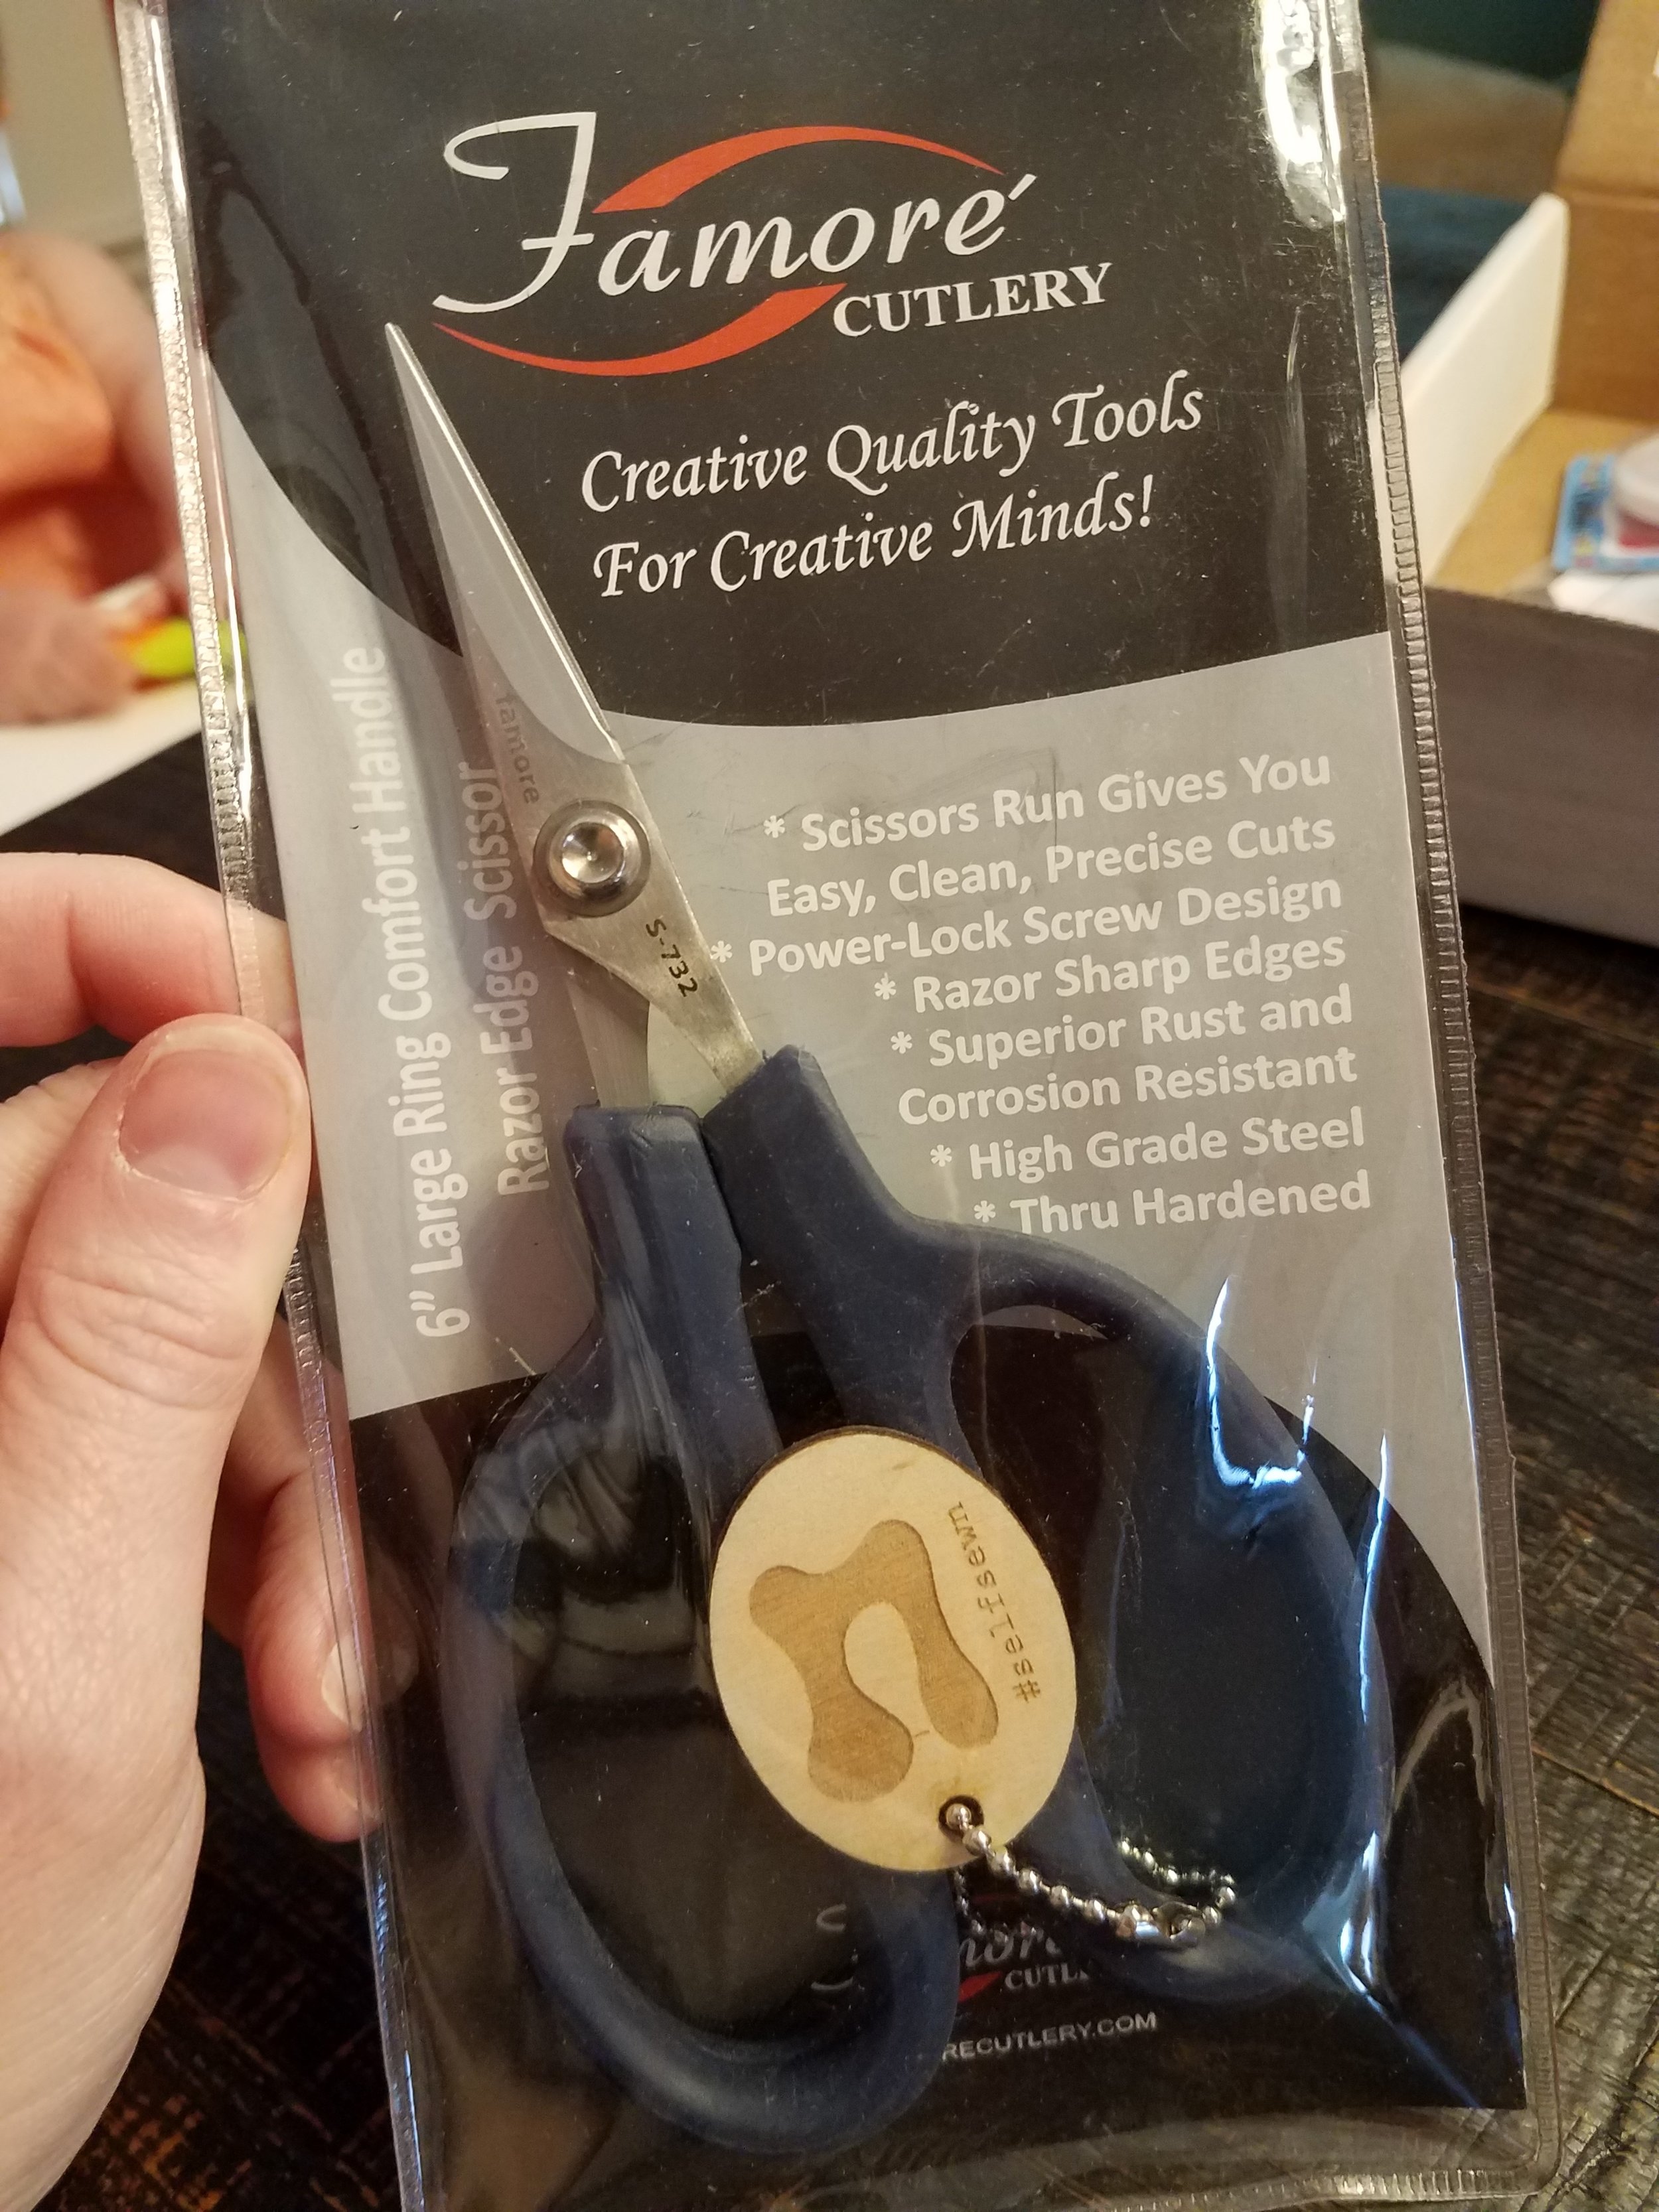 Famoré
CUTLERY
Creative Quality Tools
For Creative Minds!
6" Large Ring Comfort Handle
Razor Edge Scissor
famore
S-732
* Scissors Run Gives You
Easy, Clean, Precise Cuts
* Power-Lock Screw Design
* Razor Sharp Edges
* Superior Rust and
Corrosion Resistant
* High Grade Steel
* Thru Hardened
#selfsewn
RECUTLERY.COM